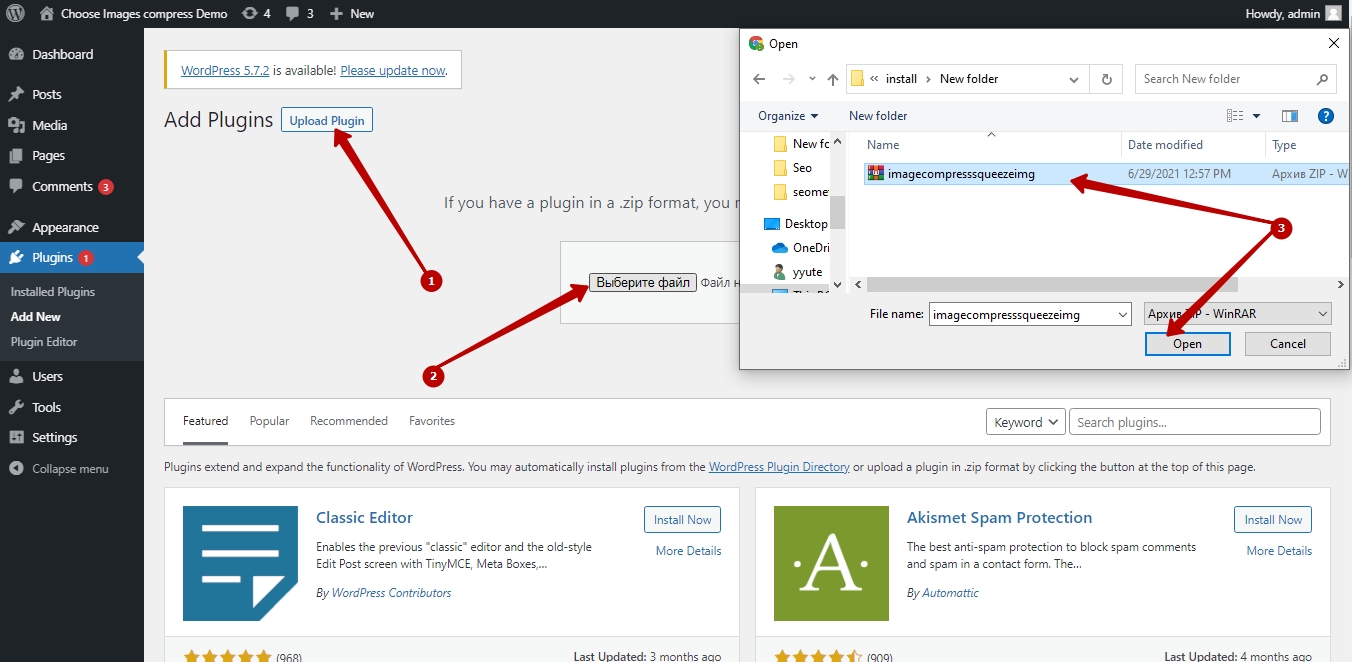 Choose Images compress Demo 4 3 New
Howdy, admin
Dashboard
Posts
Media
Pages
Comments 3
Appearance
Plugins 1
Installed Plugins
Add New
Plugin Editor
Users
Tools
Settings
Collapse menu
WordPress 5.7.2 is available! Please update now.
Add Plugins Upload Plugin
If you have a plugin in a .zip format, you
Выберите файл Файл
1
2
3
Open
« install › New folder
Search New folder
Organize New folder
New fo
Seo
seome
Desktop
OneDri
yyute
Name Date modified Type
imagecompresssqueezeimg 6/29/2021 12:57 PM Архив ZIP - W
File name: imagecompresssqueezeimg Архив ZIP - WinRAR
Open Cancel
Featured Popular Recommended Favorites Keyword Search plugins...
Plugins extend and expand the functionality of WordPress. You may automatically install plugins from the WordPress Plugin Directory or upload a plugin in .zip format by clicking the button at the top of this page.
Classic Editor
Install Now
More Details
Enables the previous "classic" editor and the old-style
Edit Post screen with TinyMCE, Meta Boxes,...
By WordPress Contributors
(968)
Last Updated: 3 months ago
Akismet Spam Protection
Install Now
More Details
The best anti-spam protection to block spam comments
and spam in a contact form. The...
By Automattic
(909)
Last Updated: 4 months ago